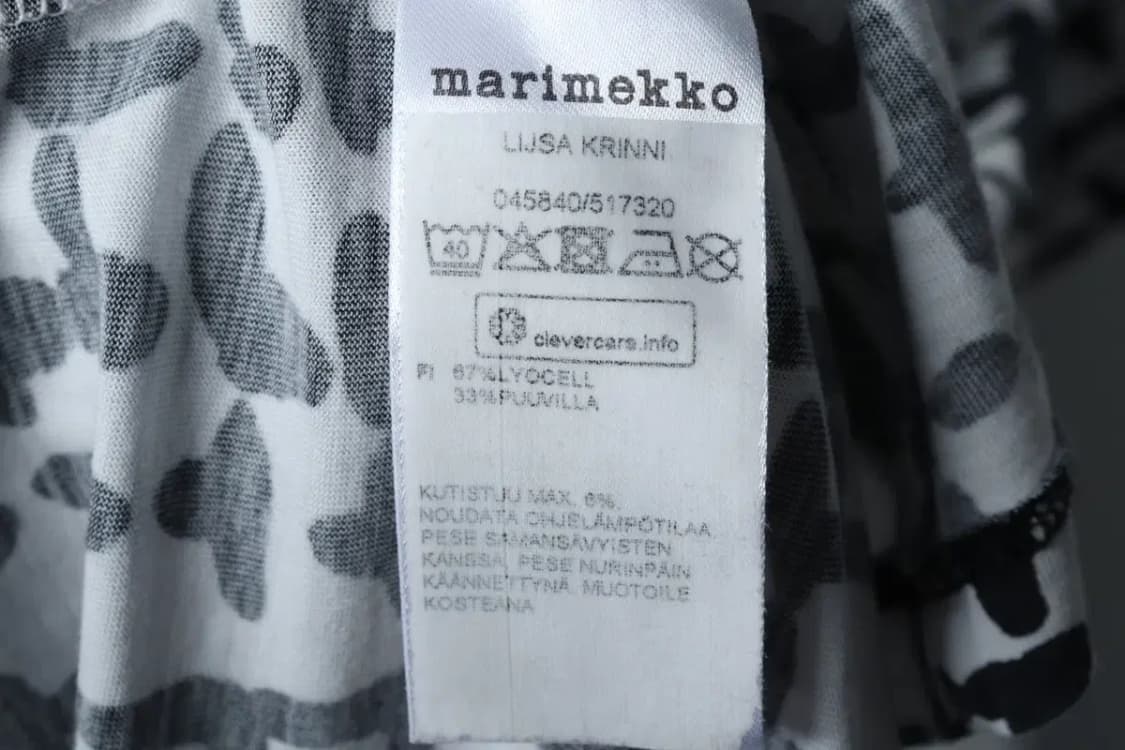 marimekko
LIJSA KRINNI
045840/517320
40
clevercare.info
FI 67%LYOCELL
33%PUUVILLA
KUTISTUU MAX. 6%.
NOUDATA OHJELÄMPÖTILAA.
PESE SAMANSÄVYISTEN
KANSSA. PESE NURINPÄIN
KÄÄNNETTYNÄ. MUOTOILE
KOSTEANA